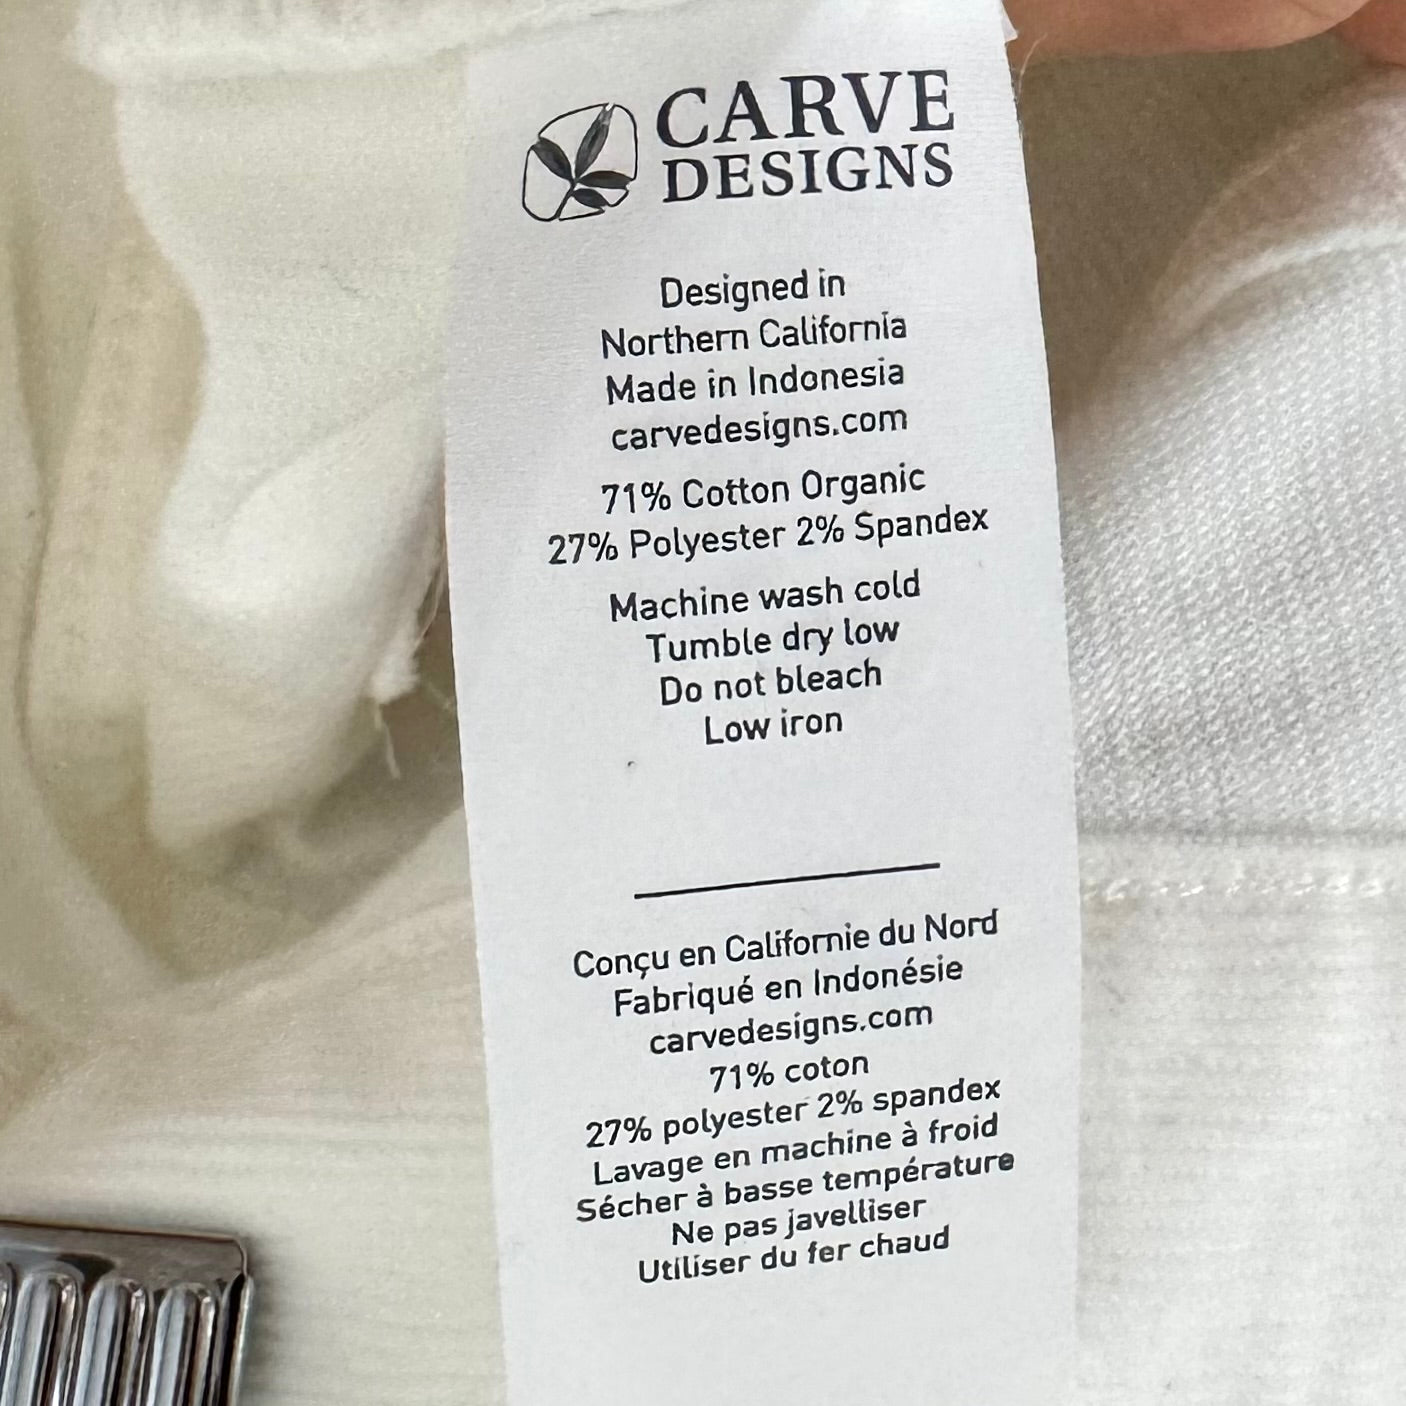 CARVE
DESIGNS
Designed in
Northern California
Made in Indonesia
carvedesigns.com
71% Cotton Organic
27% Polyester 2% Spandex
Machine wash cold
Tumble dry low
Do not bleach
Low iron
Conçu en Californie du Nord
Fabriqué en Indonésie
carvedesigns.com
71% coton
27% polyester 2% spandex
Lavage en machine à froid
Sécher à basse température
Ne pas javelliser
Utiliser du fer chaud